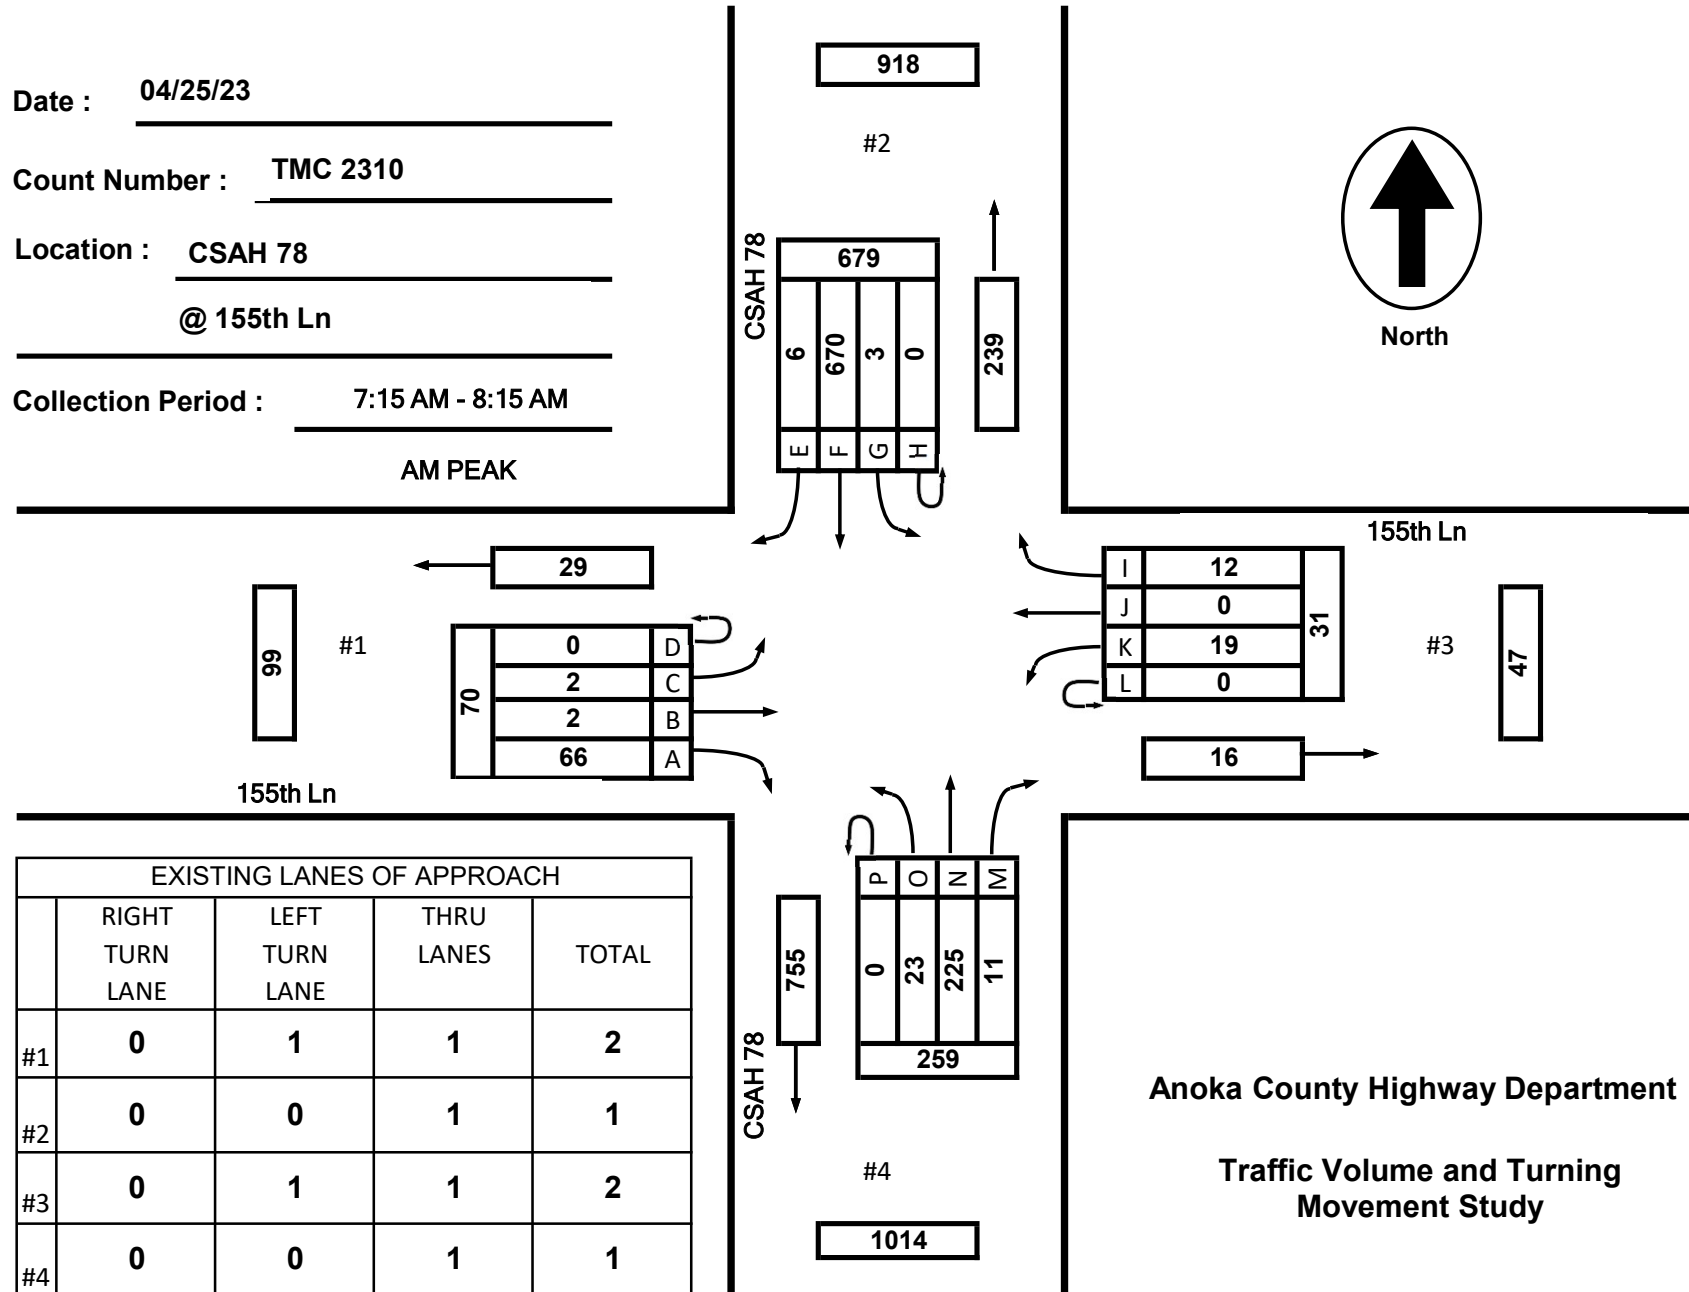 Date : 04/25/23
Count Number : TMC 2310
Location : CSAH 78
@ 155th Ln
Collection Period : 7:15 AM - 8:15 AM
AM PEAK
918
#2
CSAH 78
679
6 670 3 0
E F G H
239
North
155th Ln
29
99
#1
70
0 D
2 C
2 B
66 A
155th Ln
I 12
J 0
K 19
L 0
31
#3
47
16
P O N M
0 23 225 11
259
755
CSAH 78
#4
1014
EXISTING LANES OF APPROACH
RIGHT TURN LANE LEFT TURN LANE THRU LANES TOTAL
#1 0 1 1 2
#2 0 0 1 1
#3 0 1 1 2
#4 0 0 1 1
Anoka County Highway Department
Traffic Volume and Turning
Movement Study